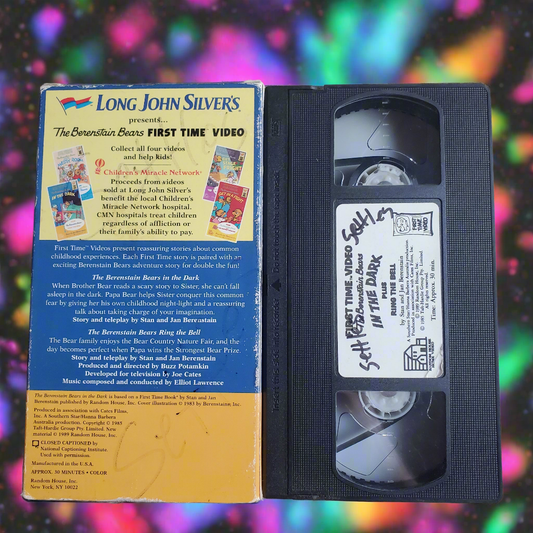 LONG JOHN SILVER'S
presents...
The Berenstain Bears FIRST TIME VIDEO
Collect all four videos
and help kids!
Children's Miracle Network
Proceeds from videos
sold at Long John Silver's
benefit the local Children's
Miracle Network hospital.
CMN hospitals treat children
regardless of affliction or
their family's ability to pay.
First Time Videos present reassuring stories about common
childhood experiences. Each First Time story is paired with an
exciting Berenstain Bears adventure story for double the fun!
The Berenstain Bears in the Dark
When Brother Bear reads a scary story to Sister, she can't fall
asleep in the dark. Papa Bear helps Sister conquer this common
fear by giving her his own childhood night-light and a reassuring
talk about taking charge of your imagination.
Story and teleplay by Stan and Jan Berenstain
The Berenstain Bears Ring the Bell
The Bear family enjoys the Bear Country Nature Fair, and the
day becomes perfect when Papa wins the Strongest Bear Prize.
Story and teleplay by Stan and Jan Berenstain
Produced and directed by Buzz Potamkin
Developed for television by Joe Cates
Music composed and conducted by Elliot Lawrence
The Berenstain Bears in the Dark is based on a First Time Book by Stan and Jan
Berenstain published by Random House, Inc. Cover illustration © 1983 by Berenstains, Inc.
Produced in association with Cates Films,
Inc. A Southern Star/Hanna Barbera
Australia production. Copyright © 1985
Taft-Hardie Group Pty. Limited. New
material © 1989 Random House, Inc.
CLOSED CAPTIONED by
National Captioning Institute.
Used with permission.
Manufactured in the U.S.A.
APPROX. 30 MINUTES • COLOR
Random House, Inc.
New York, NY 10022
FIRST TIME VIDEO
The Berenstain Bears
IN THE DARK
PLUS
RING THE BELL
by Stan and Jan Berenstain
All rights reserved.
Approx. 30 min.